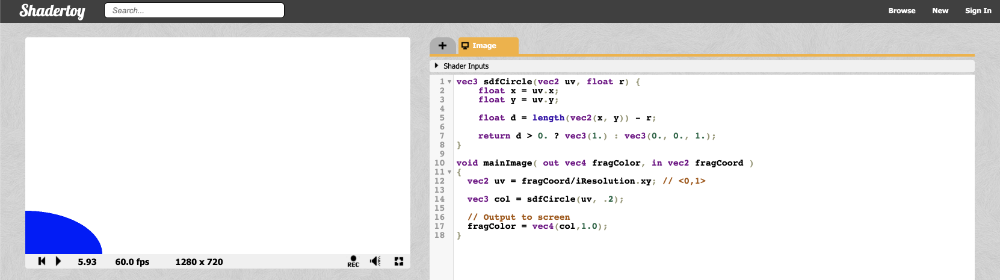 Shadertoy
Search...
Browse New Sign In
+ Image
Shader Inputs
1 vec3 sdfCircle(vec2 uv, float r) {
2 float x = uv.x;
3 float y = uv.y;
4
5 float d = length(vec2(x, y)) - r;
6
7 return d > 0. ? vec3(1.) : vec3(0., 0., 1.);
8 }
9
10 void mainImage( out vec4 fragColor, in vec2 fragCoord )
11 {
12 vec2 uv = fragCoord/iResolution.xy; // <0,1>
13
14 vec3 col = sdfCircle(uv, .2);
15
16 // Output to screen
17 fragColor = vec4(col,1.0);
18 }
5.93 60.0 fps 1280 x 720 REC